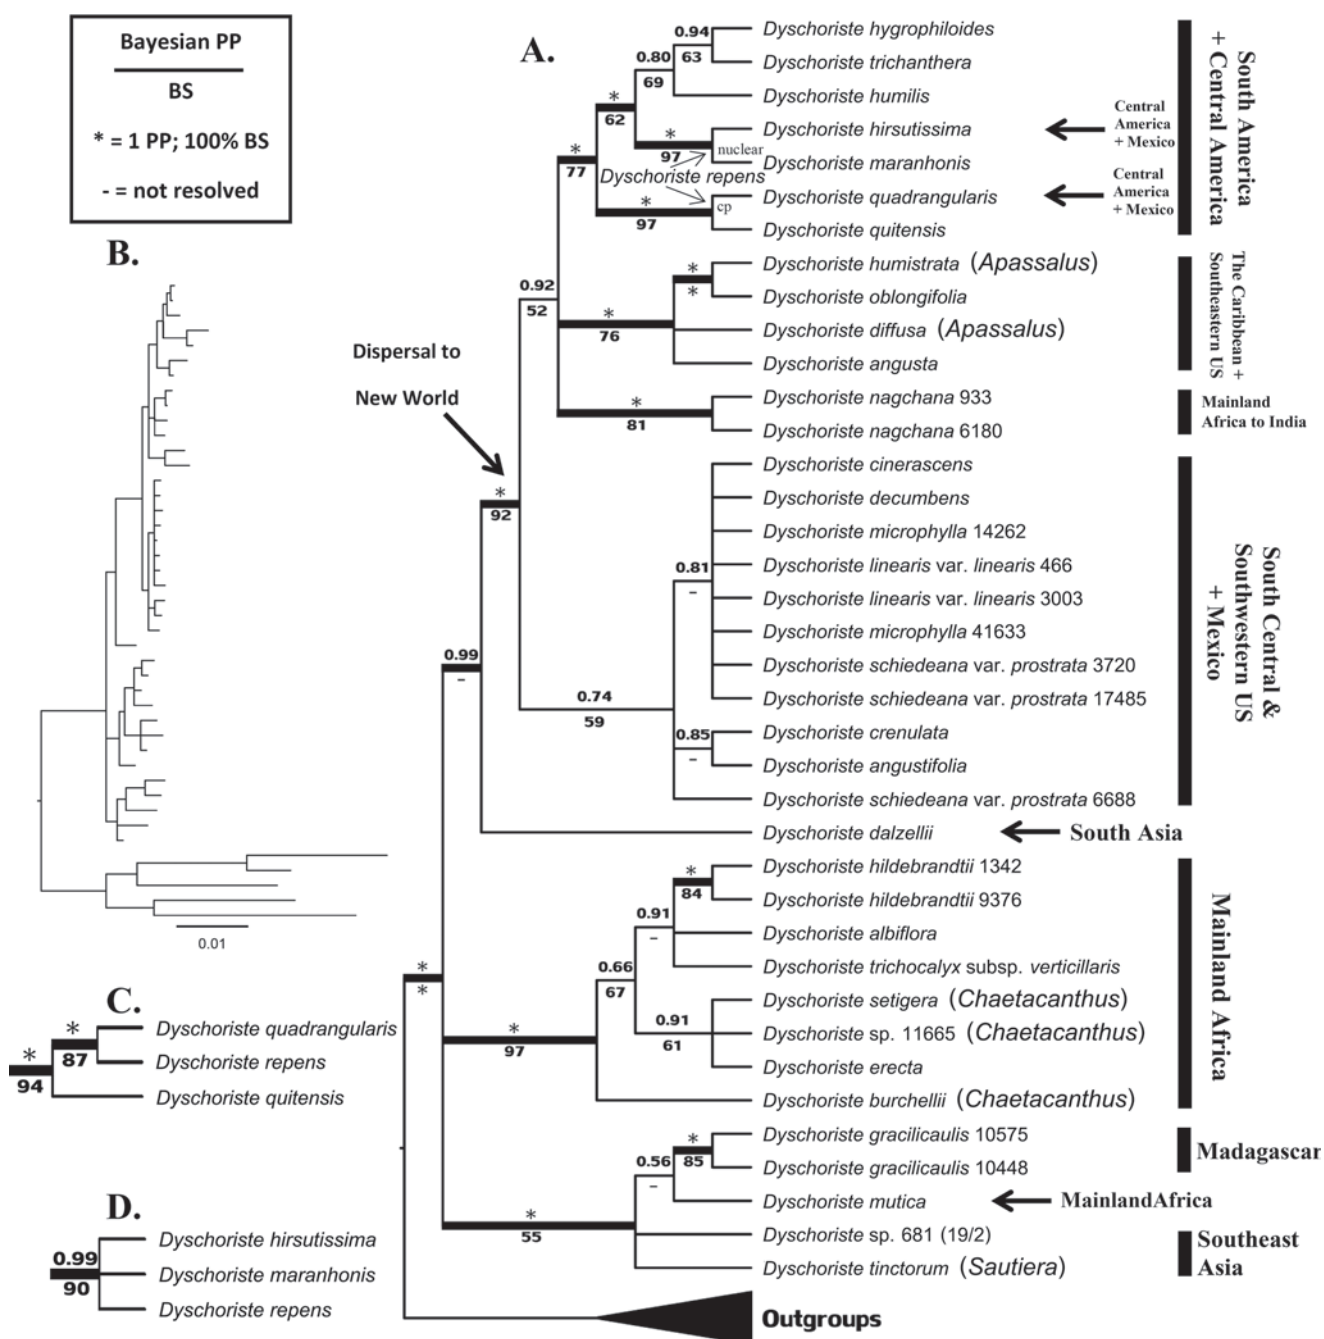 Bayesian PP
BS
* = 1 PP; 100% BS
- = not resolved
A.
0.94
63
0.80
69
*
62
*
97
nuclear
*
77
Dyschoriste repens
*
97
cp
Dyschoriste hygrophiloides
Dyschoriste trichanthera
Dyschoriste humilis
Dyschoriste hirsutissima
Central
America
+ Mexico
Dyschoriste maranhonis
Dyschoriste quadrangularis
Central
America
+ Mexico
Dyschoriste quitensis
South America
+ Central America
0.92
52
*
76
*
*
Dyschoriste humistrata (Apassalus)
Dyschoriste oblongifolia
Dyschoriste diffusa (Apassalus)
Dyschoriste angusta
The Caribbean +
Southeastern US
*
81
Dyschoriste nagchana 933
Dyschoriste nagchana 6180
Mainland
Africa to India
Dispersal to
New World
*
92
0.74
59
0.81
-
0.85
-
Dyschoriste cinerascens
Dyschoriste decumbens
Dyschoriste microphylla 14262
Dyschoriste linearis var. linearis 466
Dyschoriste linearis var. linearis 3003
Dyschoriste microphylla 41633
Dyschoriste schiedeana var. prostrata 3720
Dyschoriste schiedeana var. prostrata 17485
Dyschoriste crenulata
Dyschoriste angustifolia
Dyschoriste schiedeana var. prostrata 6688
South Central &
Southwestern US
+ Mexico
0.99
-
Dyschoriste dalzellii
South Asia
*
*
*
97
0.66
67
0.91
-
*
84
0.91
61
Dyschoriste hildebrandtii 1342
Dyschoriste hildebrandtii 9376
Dyschoriste albiflora
Dyschoriste trichocalyx subsp. verticillaris
Dyschoriste setigera (Chaetacanthus)
Dyschoriste sp. 11665 (Chaetacanthus)
Dyschoriste erecta
Dyschoriste burchellii (Chaetacanthus)
Mainland Africa
*
55
0.56
-
*
85
Dyschoriste gracilicaulis 10575
Dyschoriste gracilicaulis 10448
Madagascar
Dyschoriste mutica
MainlandAfrica
Dyschoriste sp. 681 (19/2)
Dyschoriste tinctorum (Sautiera)
Southeast
Asia
Outgroups
B.
0.01
C.
*
94
*
87
Dyschoriste quadrangularis
Dyschoriste repens
Dyschoriste quitensis
D.
0.99
90
Dyschoriste hirsutissima
Dyschoriste maranhonis
Dyschoriste repens